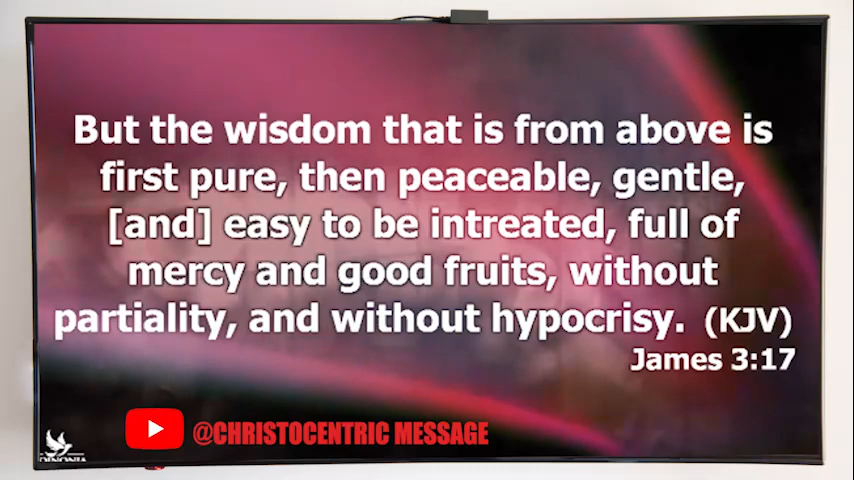 But the wisdom that is from above is
first pure, then peaceable, gentle,
[and] easy to be intreated, full of
mercy and good fruits, without
partiality, and without hypocrisy. (KJV)
James 3:17
@CHRISTOCENTRIC MESSAGE